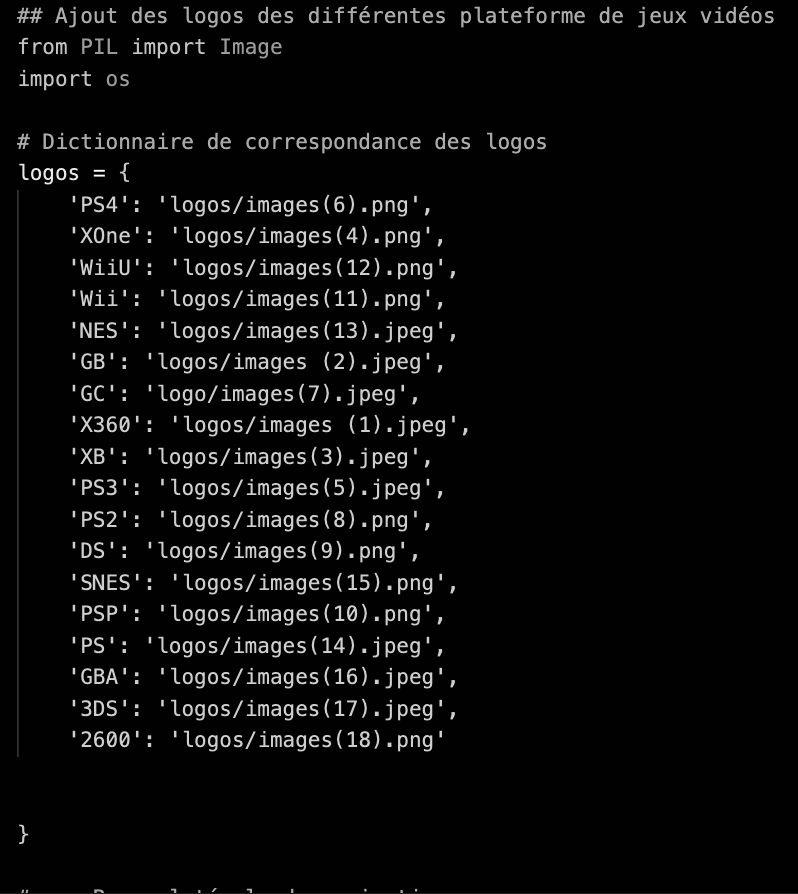 ## Ajout des logos des différentes plateforme de jeux vidéos
from PIL import Image
import os
# Dictionnaire de correspondance des logos
logos = {
'PS4': 'logos/images(6).png',
'XOne': 'logos/images(4).png',
'WiiU': 'logos/images(12).png',
'Wii': 'logos/images(11).png',
'NES': 'logos/images(13).jpeg',
'GB': 'logos/images (2).jpeg',
'GC': 'logo/images(7).jpeg',
'X360': 'logos/images (1).jpeg',
'XB': 'logos/images(3).jpeg',
'PS3': 'logos/images(5).jpeg',
'PS2': 'logos/images(8).png',
'DS': 'logos/images(9).png',
'SNES': 'logos/images(15).png',
'PSP': 'logos/images(10).png',
'PS': 'logos/images(14).jpeg',
'GBA': 'logos/images(16).jpeg',
'3DS': 'logos/images(17).jpeg',
'2600': 'logos/images(18).png'
}